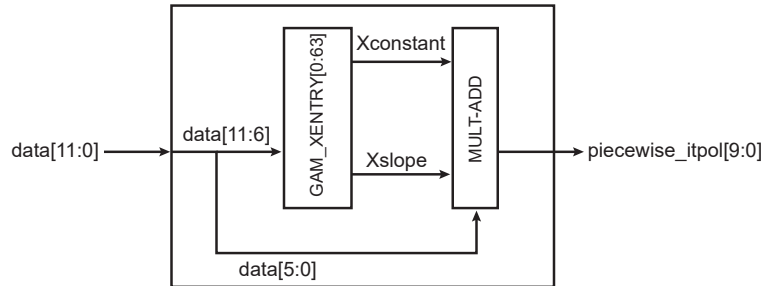 Xconstant
GAM_XENTRY[0:63]
MULT-ADD
data[11:6]
data[11:0]
Xslope
piecewise_itpol[9:0]
data[5:0]